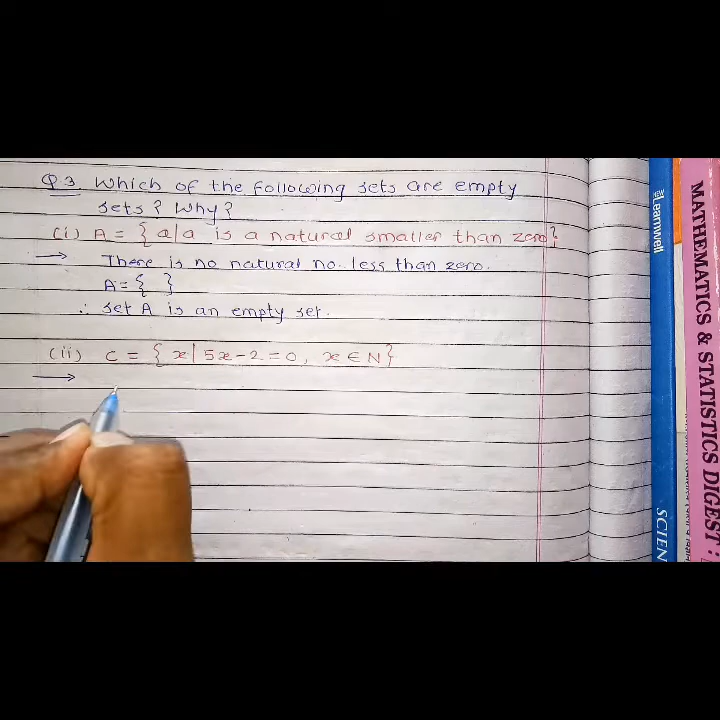 Q3 Which of the following sets are empty
sets? Why?
(i) A = { a/a is a natural smaller than zero}
→ There is no natural no. less than zero.
A = { }
∴ set A is an empty set.
(ii) C = { x| 5x - 2 = 0, x ∈ N}
→
Learnwell
SCIEN
MATHEMATICS & STATISTICS DIGEST :